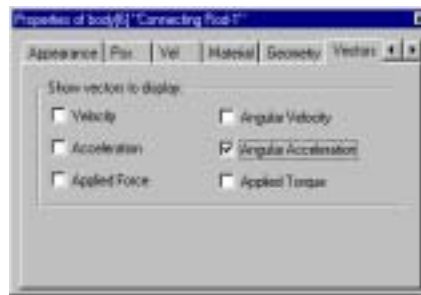 Properties of body[6] "Connecting Rod-1"
Appearance Pos Vel Material Geometry Vectors
Show vectors to display:
Velocity Angular Velocity
Acceleration Angular Acceleration
Applied Force Applied Torque